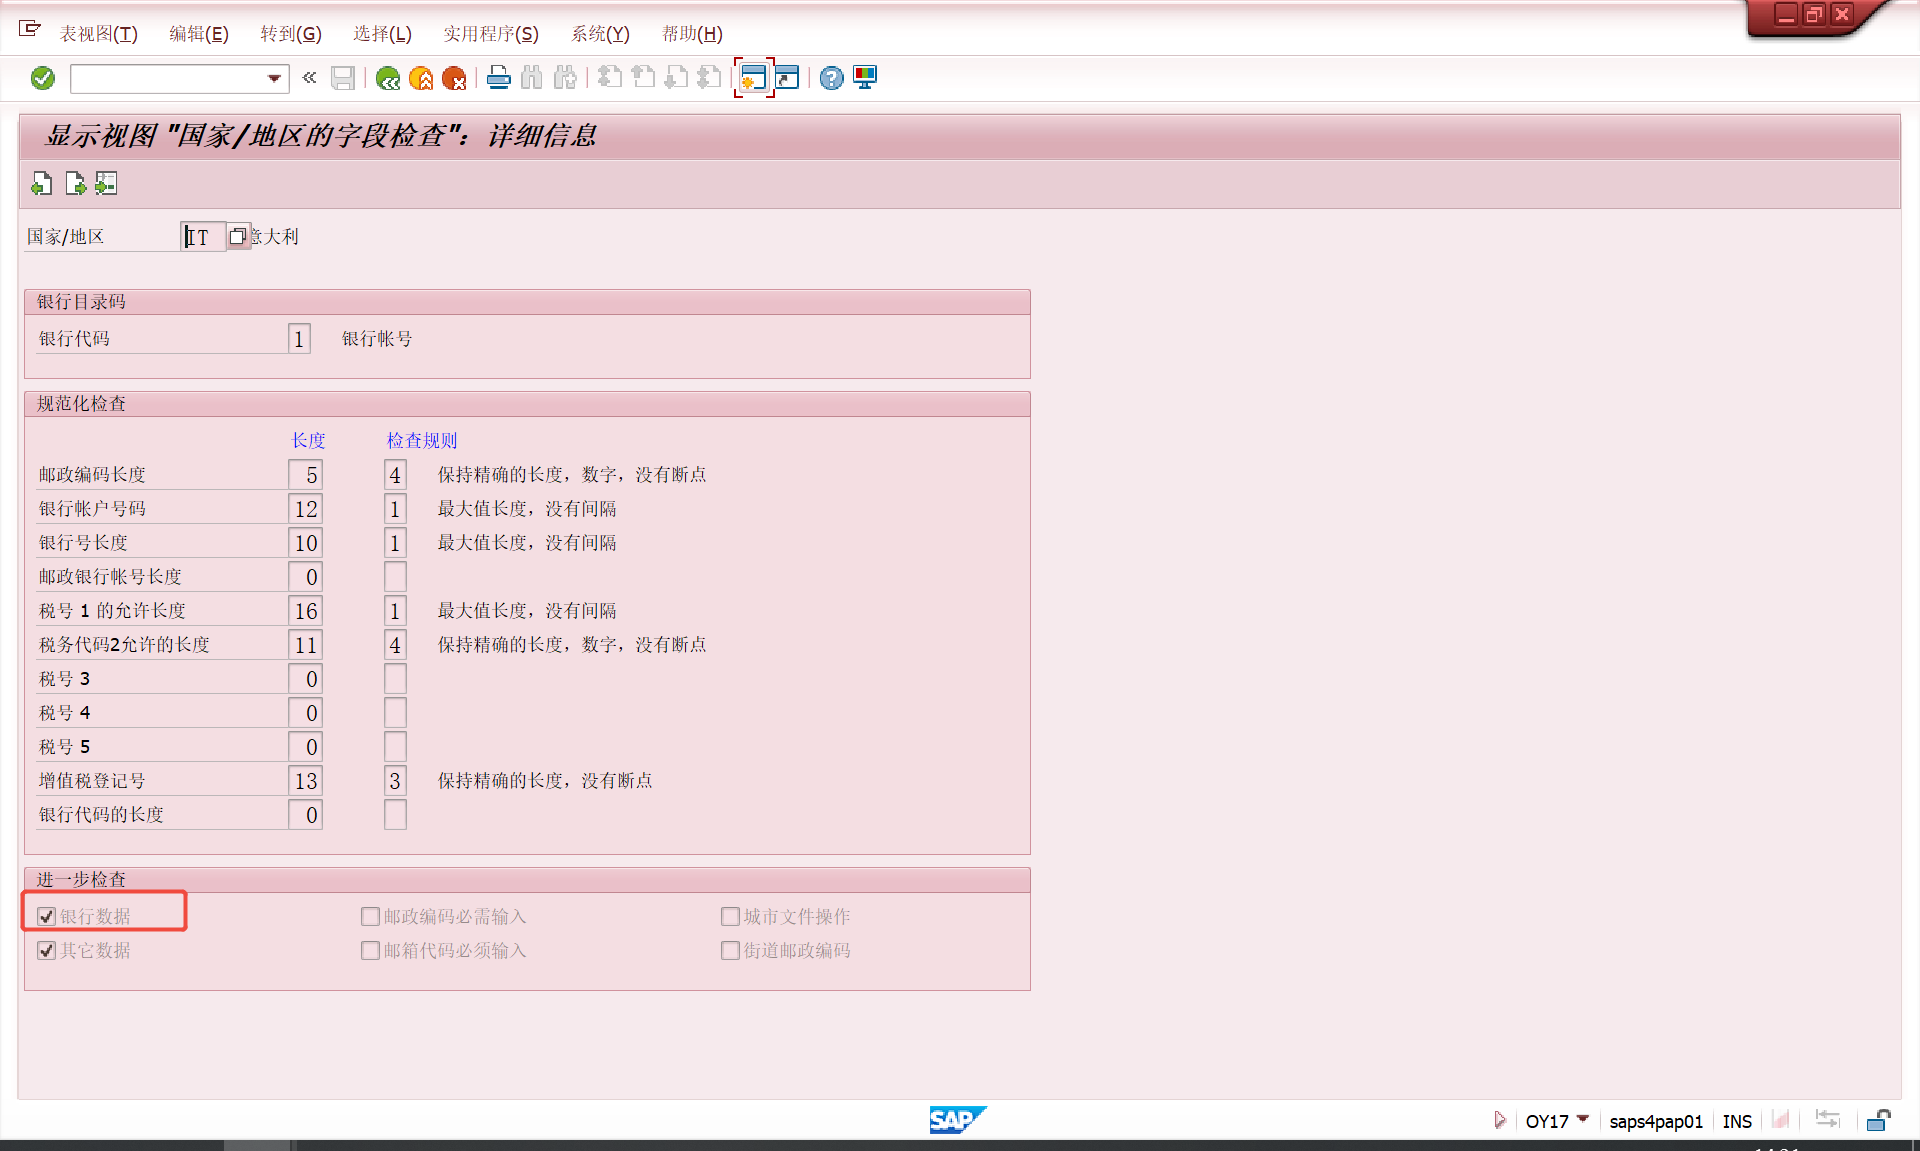 表视图(T) 编辑(E) 转到(G) 选择(L) 实用程序(S) 系统(Y) 帮助(H)
显示视图 "国家/地区的字段检查"：详细信息
国家/地区 IT 意大利
银行目录码
银行代码 1 银行帐号
规范化检查
长度 检查规则
邮政编码长度 5 4 保持精确的长度，数字，没有断点
银行帐户号码 12 1 最大值长度，没有间隔
银行号长度 10 1 最大值长度，没有间隔
邮政银行帐号长度 0
税号 1 的允许长度 16 1 最大值长度，没有间隔
税务代码2允许的长度 11 4 保持精确的长度，数字，没有断点
税号 3 0
税号 4 0
税号 5 0
增值税登记号 13 3 保持精确的长度，没有断点
银行代码的长度 0
进一步检查
银行数据 邮政编码必需输入 城市文件操作
其它数据 邮箱代码必须输入 街道邮政编码
SAP OY17 saps4pap01 INS